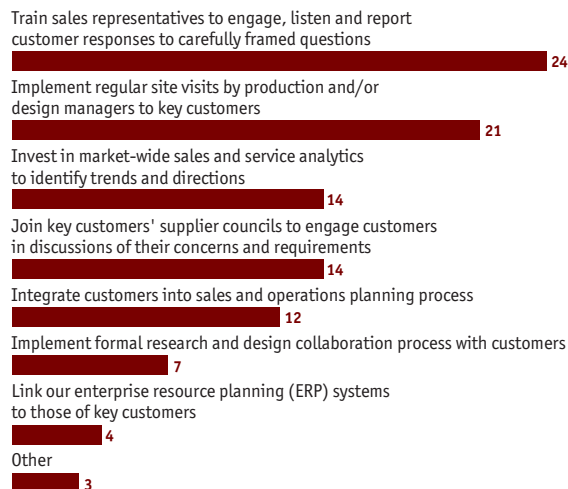 Train sales representatives to engage, listen and report
customer responses to carefully framed questions
24
Implement regular site visits by production and/or
design managers to key customers
21
Invest in market-wide sales and service analytics
to identify trends and directions
14
Join key customers' supplier councils to engage customers
in discussions of their concerns and requirements
14
Integrate customers into sales and operations planning process
12
Implement formal research and design collaboration process with customers
7
Link our enterprise resource planning (ERP) systems
to those of key customers
4
Other
3